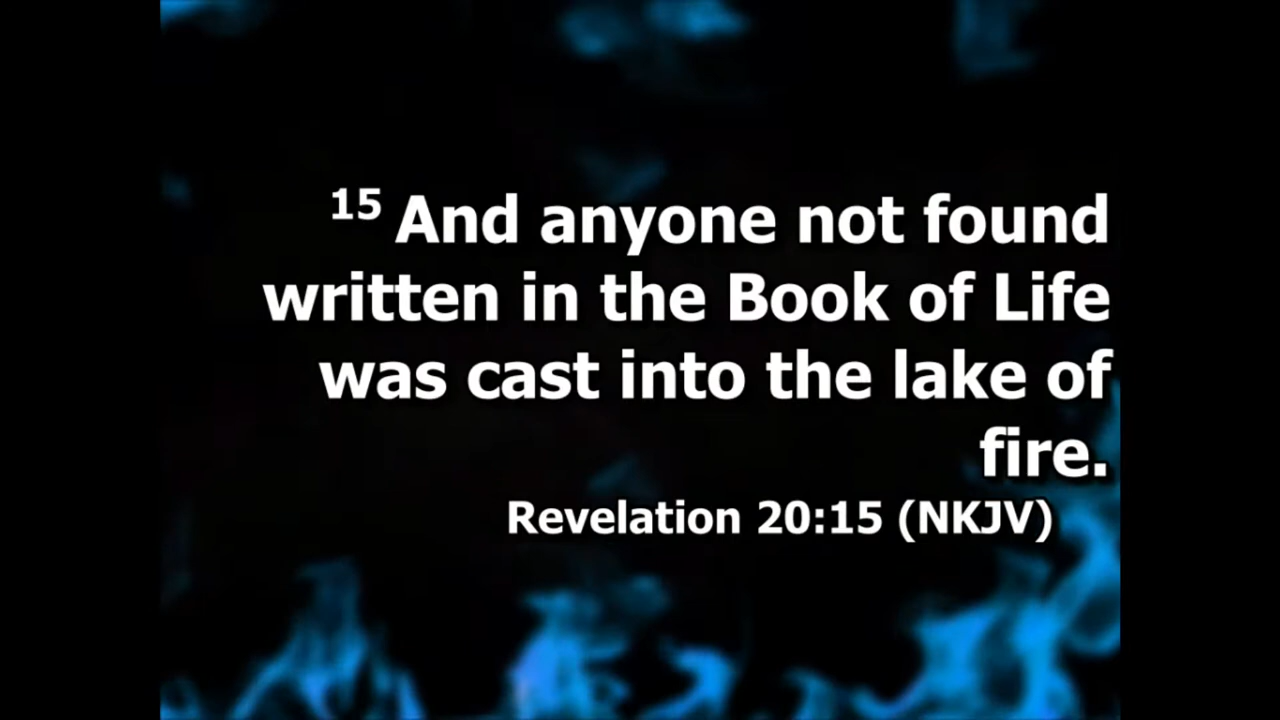 15 And anyone not found
written in the Book of Life
was cast into the lake of
fire.
Revelation 20:15 (NKJV)